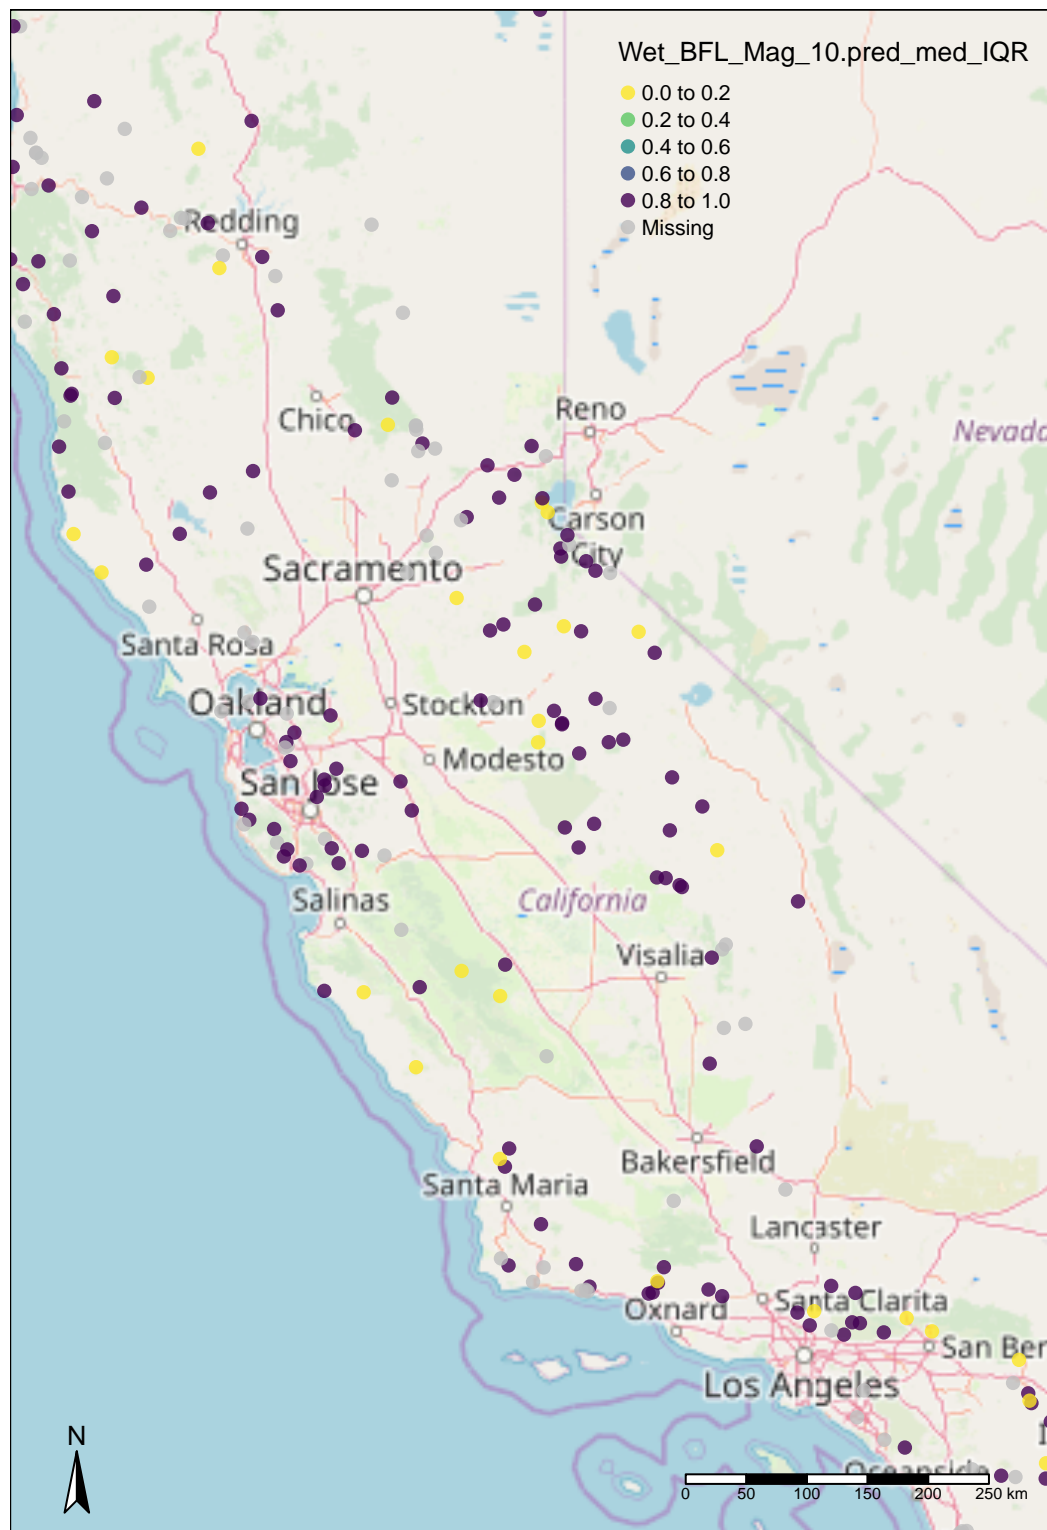 Wet_BFL_Mag_10.pred_med_IQR
0.0 to 0.2
0.2 to 0.4
0.4 to 0.6
0.6 to 0.8
0.8 to 1.0
Missing
Redding
Chico
Reno
Nevada
Carson
City
Sacramento
Santa Rosa
Oakland
Stockton
Modesto
San Jose
Salinas
California
Visalia
Bakersfield
Santa Maria
Lancaster
Santa Clarita
Oxnard
San Ber
Los Angeles
Oceanside
N
0 50 100 150 200 250 km